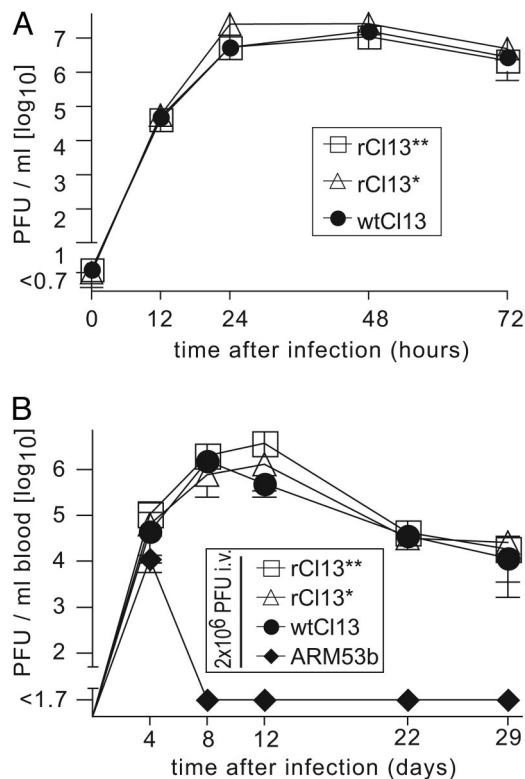 A
PFU / ml [log10]
7
6
5
4
3
2
1
<0.7
rCl13**
rCl13*
wtCl13
0 12 24 48 72
time after infection (hours)
B
PFU / ml blood [log10]
6
5
4
3
2
<1.7
2x10⁶ PFU i.v.
rCl13**
rCl13*
wtCl13
ARM53b
4 8 12 22 29
time after infection (days)